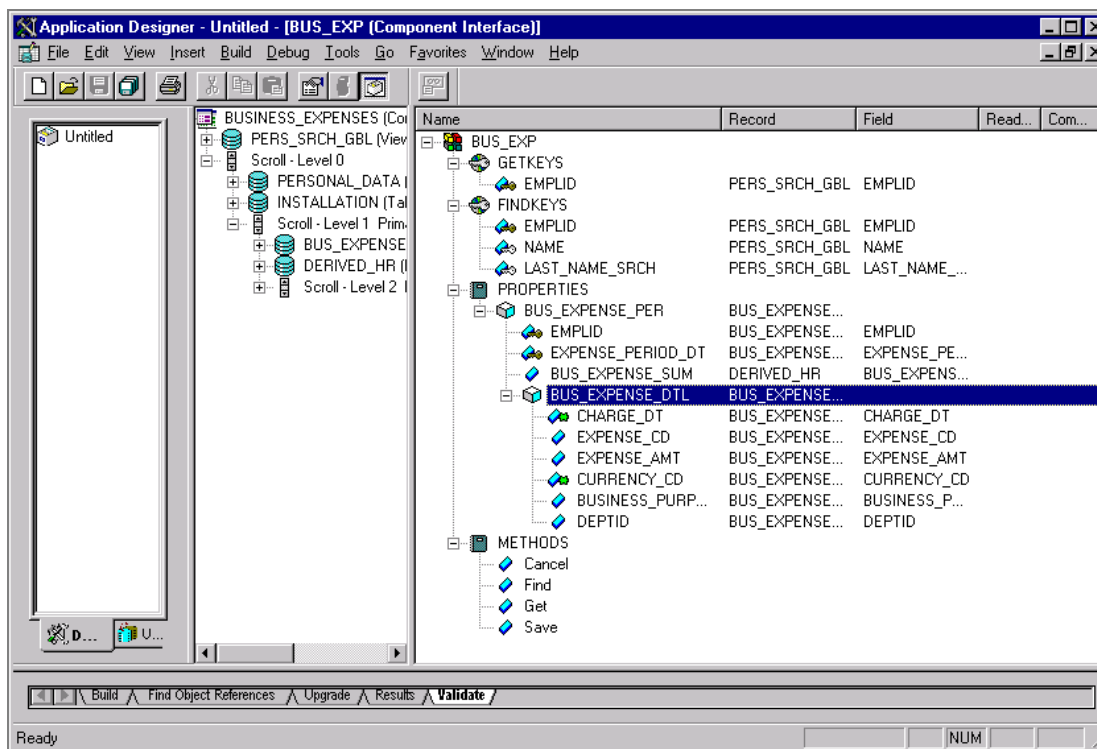 Application Designer - Untitled - [BUS_EXP (Component Interface)]
File Edit View Insert Build Debug Tools Go Favorites Window Help
Untitled
D... U...
BUSINESS_EXPENSES (Co
PERS_SRCH_GBL (View
Scroll - Level 0
PERSONAL_DATA (
INSTALLATION (Tal
Scroll - Level 1 Prim
BUS_EXPENSE
DERIVED_HR (
Scroll - Level 2
Name Record Field Read... Com...
BUS_EXP
GETKEYS
EMPLID PERS_SRCH_GBL EMPLID
FINDKEYS
EMPLID PERS_SRCH_GBL EMPLID
NAME PERS_SRCH_GBL NAME
LAST_NAME_SRCH PERS_SRCH_GBL LAST_NAME_...
PROPERTIES
BUS_EXPENSE_PER BUS_EXPENSE...
EMPLID BUS_EXPENSE... EMPLID
EXPENSE_PERIOD_DT BUS_EXPENSE... EXPENSE_PE...
BUS_EXPENSE_SUM DERIVED_HR BUS_EXPENS...
BUS_EXPENSE_DTL BUS_EXPENSE...
CHARGE_DT BUS_EXPENSE... CHARGE_DT
EXPENSE_CD BUS_EXPENSE... EXPENSE_CD
EXPENSE_AMT BUS_EXPENSE... EXPENSE_AMT
CURRENCY_CD BUS_EXPENSE... CURRENCY_CD
BUSINESS_PURP... BUS_EXPENSE... BUSINESS_P...
DEPTID BUS_EXPENSE... DEPTID
METHODS
Cancel
Find
Get
Save
Build Find Object References Upgrade Results Validate
Ready NUM